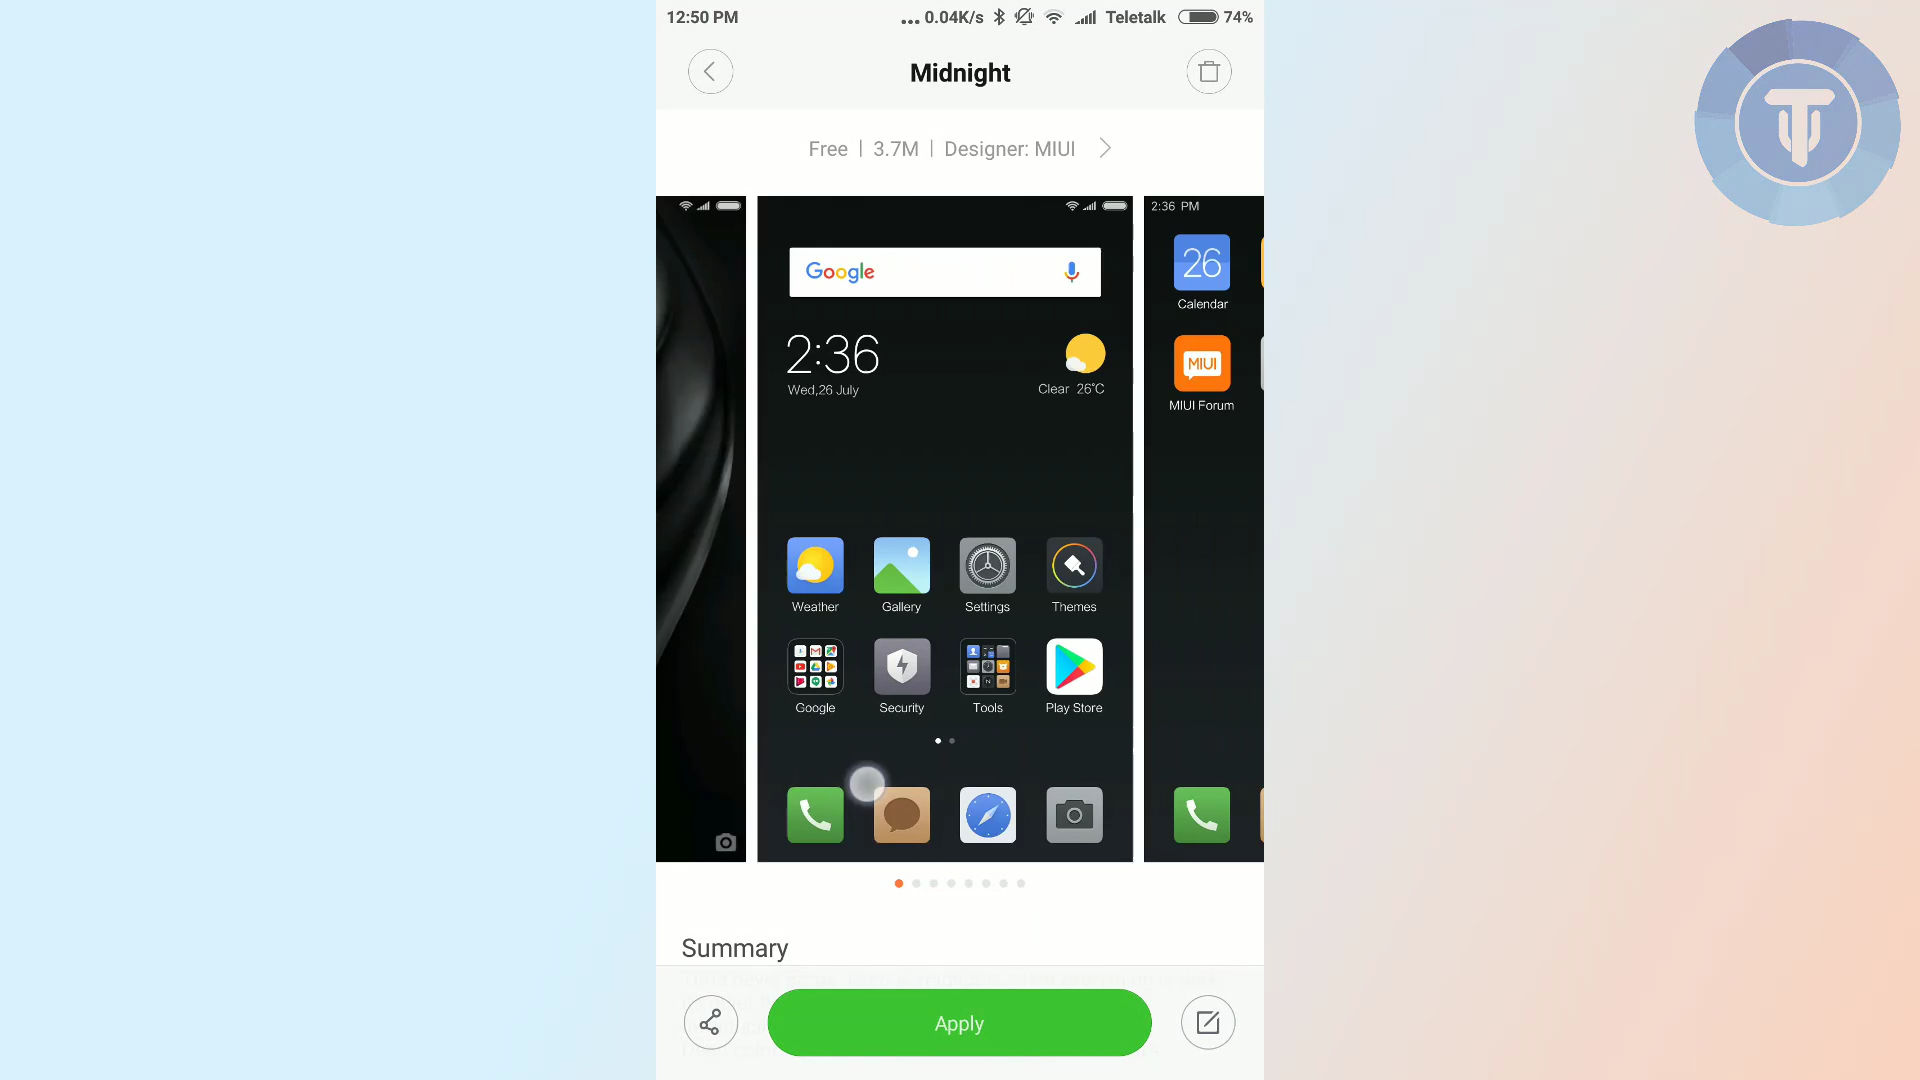 12:50 PM
... 0.04K/s Teletalk 74%
Midnight
Free | 3.7M | Designer: MIUI
2:36 PM
Google
26
Calendar
2:36
Wed,26 July
Clear 26°C
MIUI
MIUI Forum
Weather Gallery Settings Themes
Google Security Tools Play Store
Summary
Apply